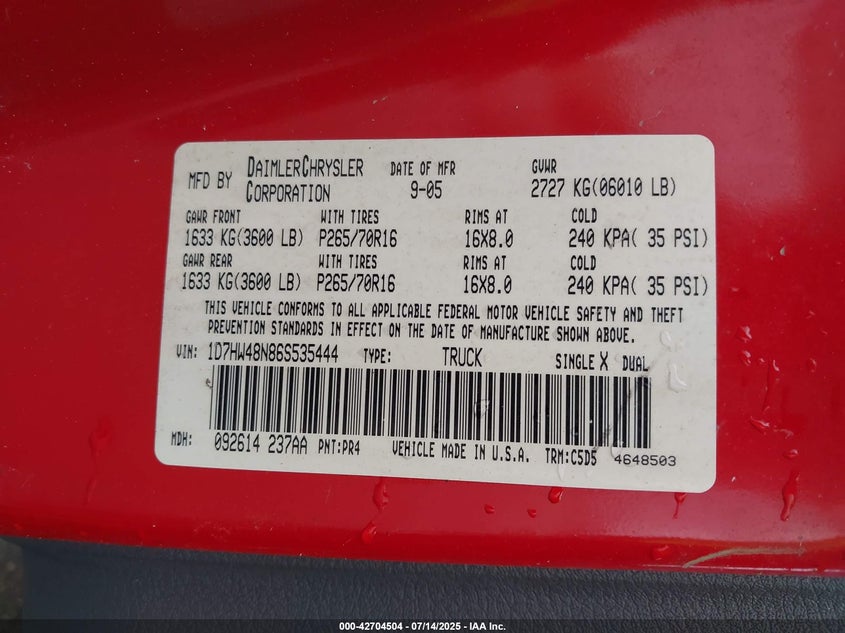 MFD BY DAIMLERCHRYSLER CORPORATION DATE OF MFR 9-05 GVWR 2727 KG(06010 LB)
GAWR FRONT WITH TIRES RIMS AT COLD
1633 KG(3600 LB) P265/70R16 16X8.0 240 KPA( 35 PSI)
GAWR REAR WITH TIRES RIMS AT COLD
1633 KG(3600 LB) P265/70R16 16X8.0 240 KPA( 35 PSI)
THIS VEHICLE CONFORMS TO ALL APPLICABLE FEDERAL MOTOR VEHICLE SAFETY AND THEFT
PREVENTION STANDARDS IN EFFECT ON THE DATE OF MANUFACTURE SHOWN ABOVE.
VIN: 1D7HW48N86S535444 TYPE: TRUCK SINGLE X DUAL
MDH: 092614 237AA PNT:PR4 VEHICLE MADE IN U.S.A. TRM:C5D5 4648503
000-42704504 - 07/14/2025 - IAA Inc.